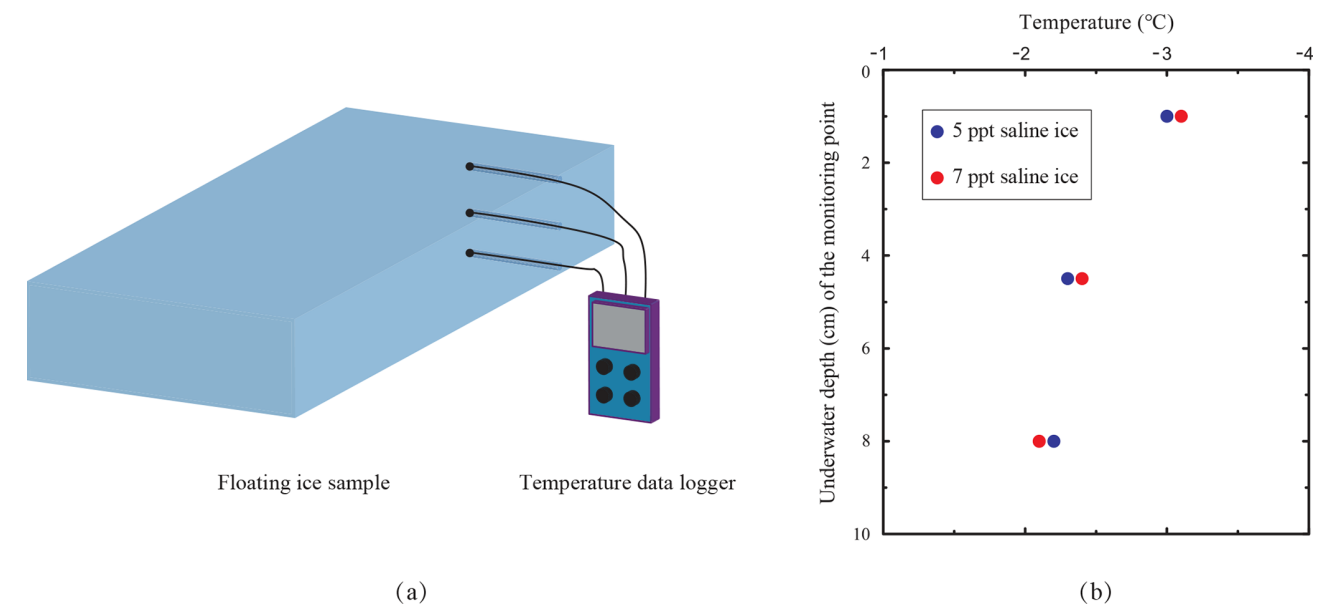 Floating ice sample
Temperature data logger
(a)
Temperature (℃)
-1 -2 -3 -4
Underwater depth (cm) of the monitoring point
0
2
4
6
8
10
5 ppt saline ice
7 ppt saline ice
(b)